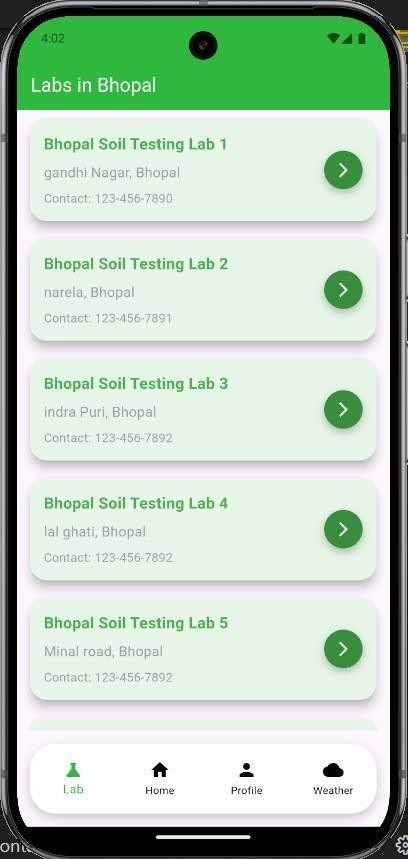 4:02
Labs in Bhopal
Bhopal Soil Testing Lab 1
gandhi Nagar, Bhopal
Contact: 123-456-7890
Bhopal Soil Testing Lab 2
narela, Bhopal
Contact: 123-456-7891
Bhopal Soil Testing Lab 3
indra Puri, Bhopal
Contact: 123-456-7892
Bhopal Soil Testing Lab 4
lal ghati, Bhopal
Contact: 123-456-7892
Bhopal Soil Testing Lab 5
Minal road, Bhopal
Contact: 123-456-7892
Lab Home Profile Weather